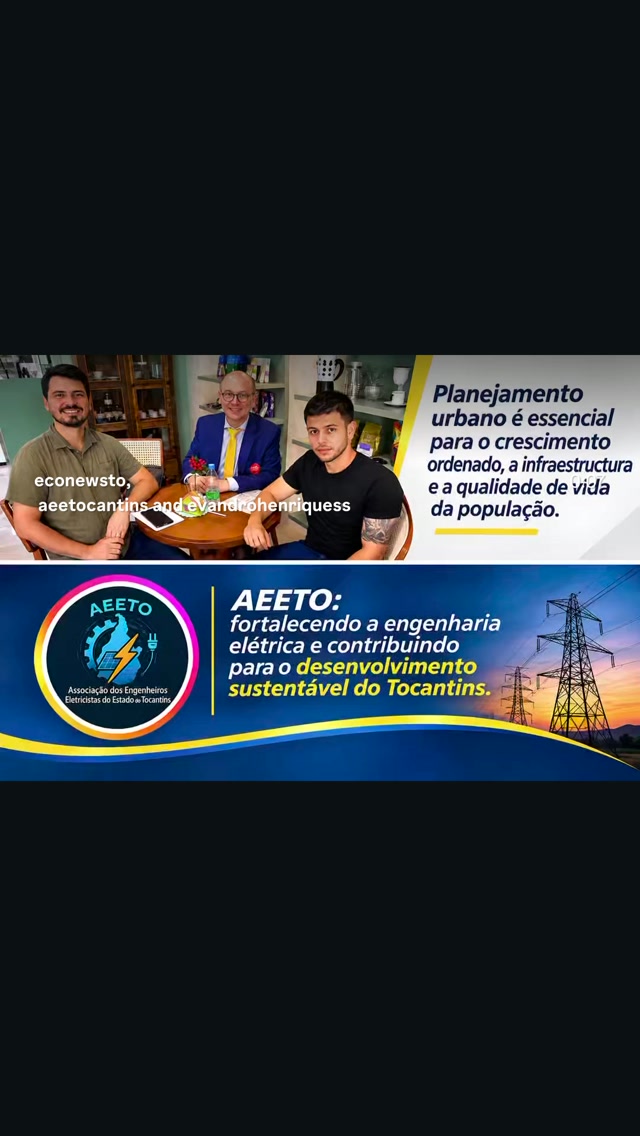 econewsto,
aeetocantins and evandrohenriquess
Planejamento
urbano é essencial
para o crescimento
ordenado, a infraestrutura
e a qualidade de vida
da população.
AEETO
Associação dos Engenheiros
Eletricistas do Estado do Tocantins
AEETO:
fortalecendo a engenharia
elétrica e contribuindo
para o desenvolvimento
sustentável do Tocantins.